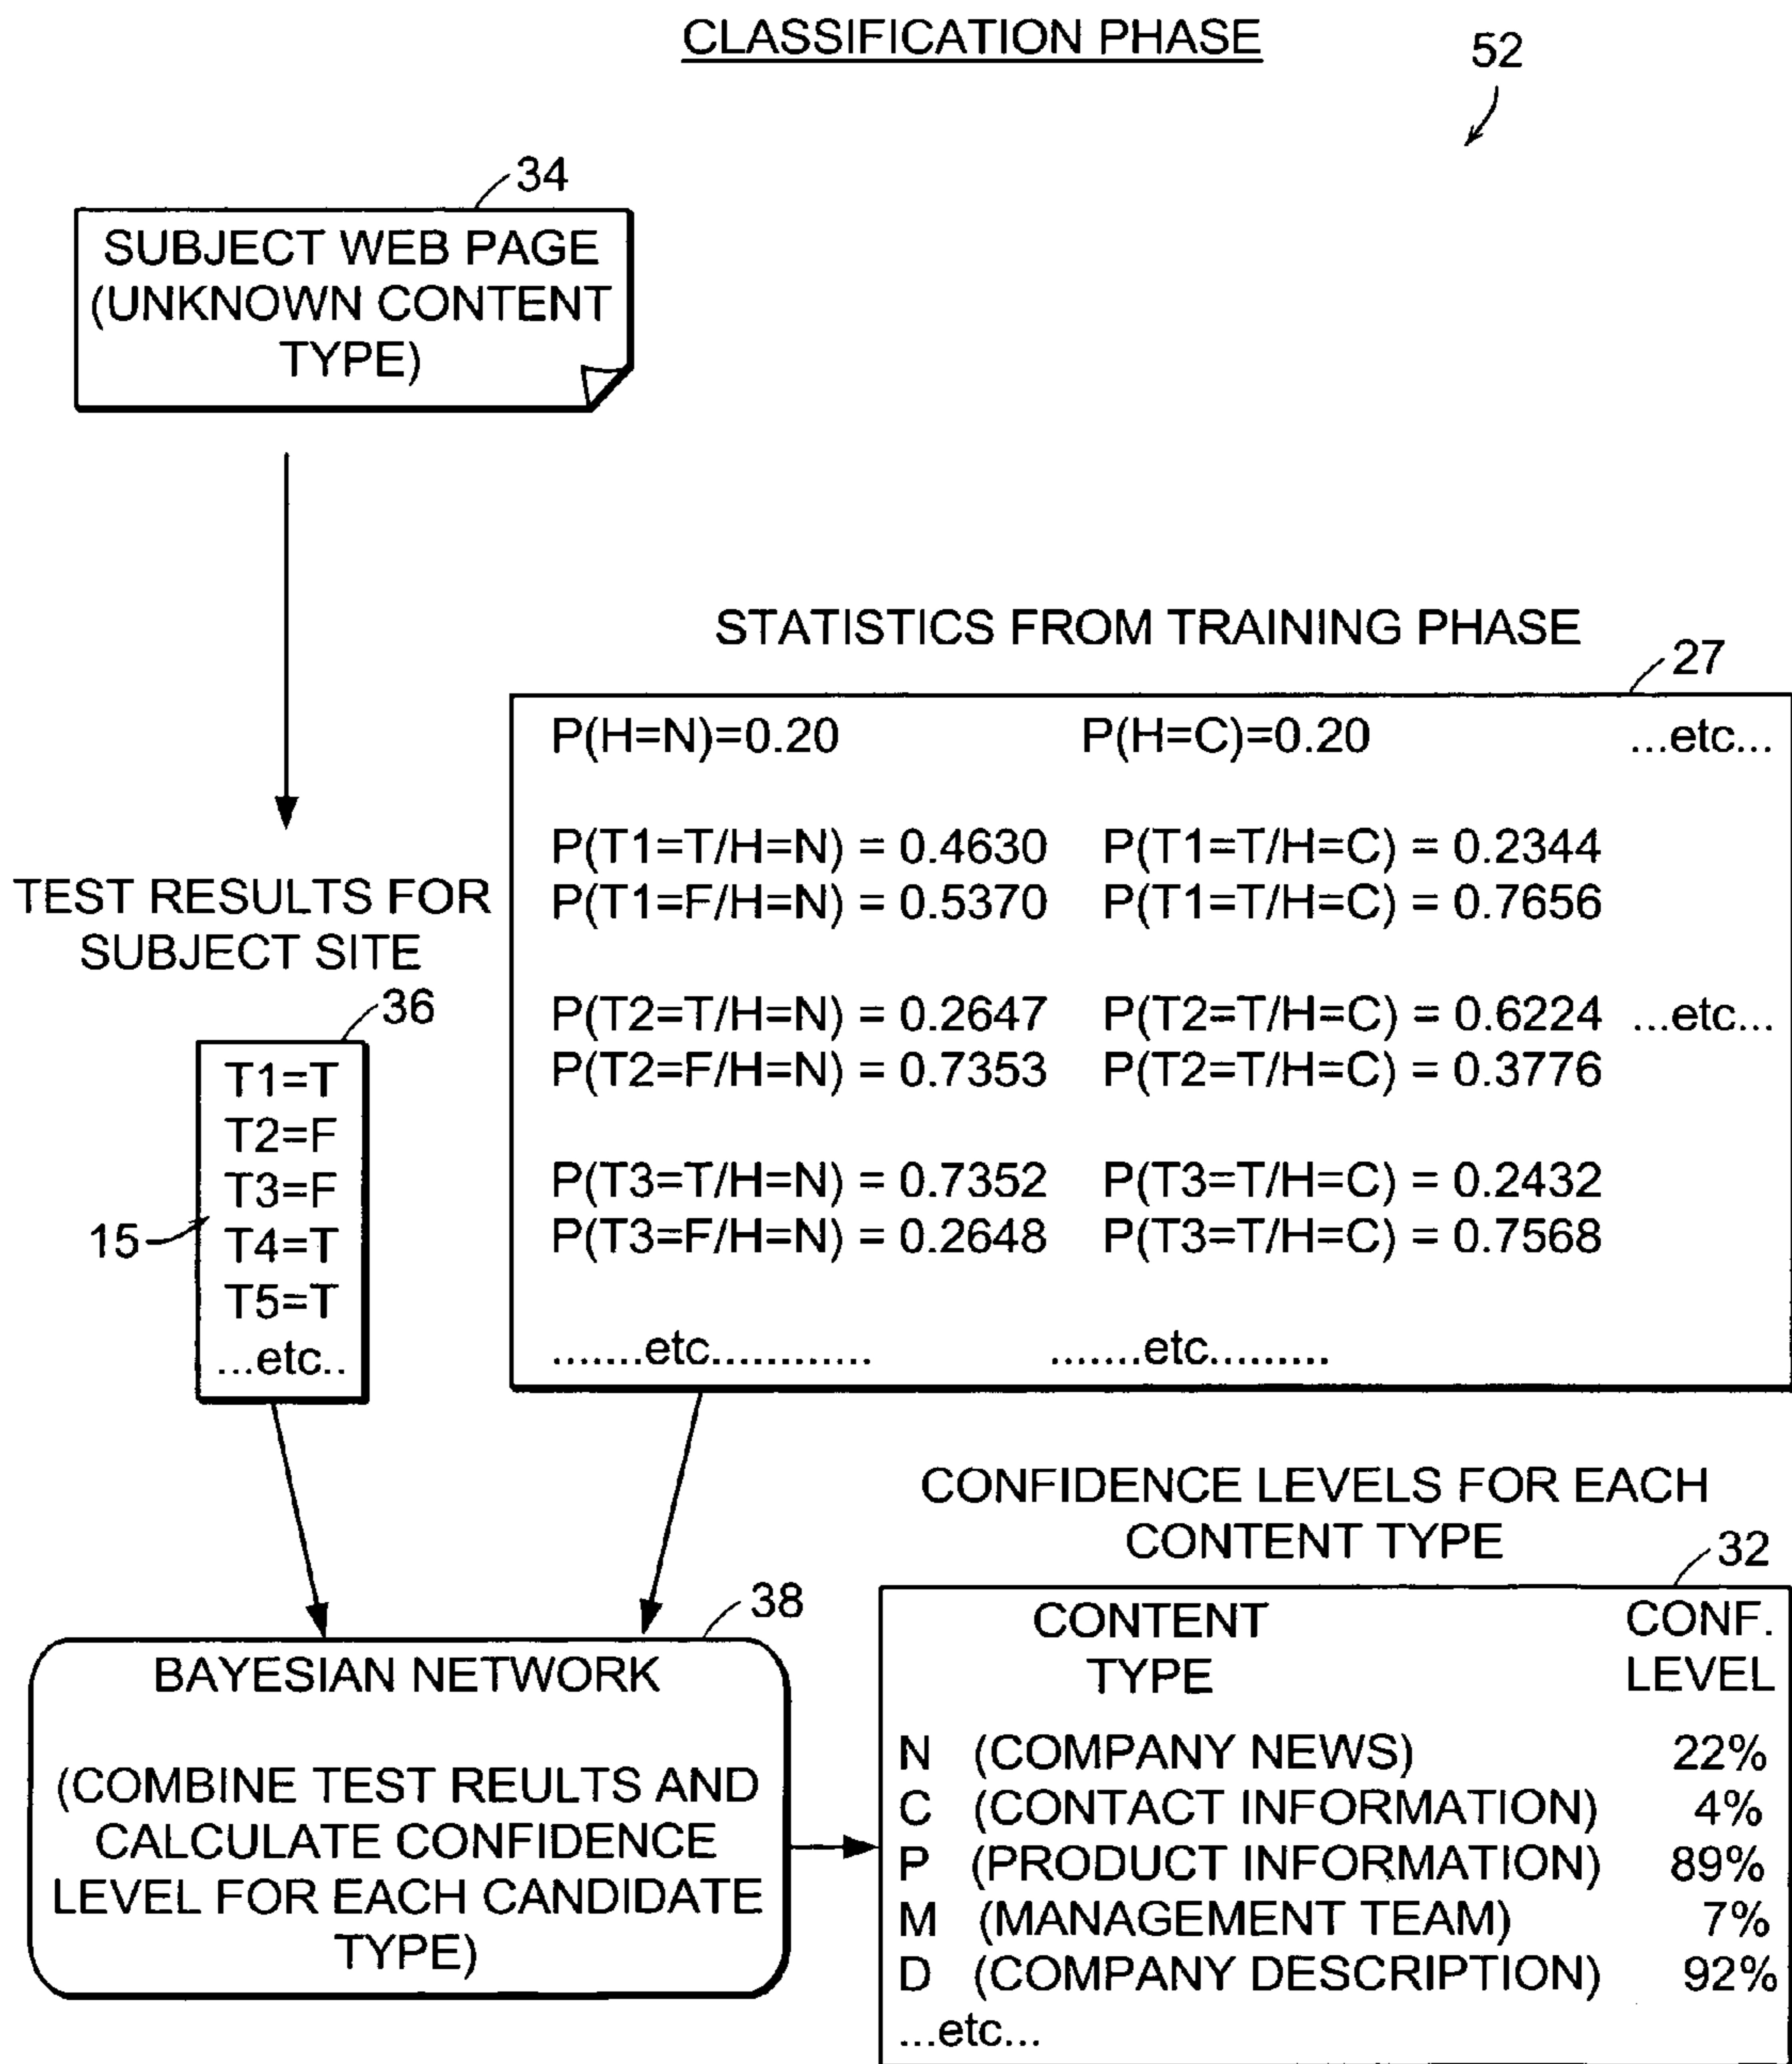 CLASSIFICATION PHASE
52
34
SUBJECT WEB PAGE
(UNKNOWN CONTENT
TYPE)
STATISTICS FROM TRAINING PHASE
27
P(H=N)=0.20 P(H=C)=0.20 ...etc...
P(T1=T/H=N) = 0.4630 P(T1=T/H=C) = 0.2344
P(T1=F/H=N) = 0.5370 P(T1=T/H=C) = 0.7656
P(T2=T/H=N) = 0.2647 P(T2=T/H=C) = 0.6224 ...etc...
P(T2=F/H=N) = 0.7353 P(T2=T/H=C) = 0.3776
P(T3=T/H=N) = 0.7352 P(T3=T/H=C) = 0.2432
P(T3=F/H=N) = 0.2648 P(T3=T/H=C) = 0.7568
.......etc............ .......etc.........
TEST RESULTS FOR
SUBJECT SITE
36
T1=T
T2=F
T3=F
15
T4=T
T5=T
...etc..
38
BAYESIAN NETWORK
(COMBINE TEST REULTS AND
CALCULATE CONFIDENCE
LEVEL FOR EACH CANDIDATE
TYPE)
CONFIDENCE LEVELS FOR EACH
CONTENT TYPE
32
CONTENT CONF.
TYPE LEVEL
N (COMPANY NEWS) 22%
C (CONTACT INFORMATION) 4%
P (PRODUCT INFORMATION) 89%
M (MANAGEMENT TEAM) 7%
D (COMPANY DESCRIPTION) 92%
...etc...